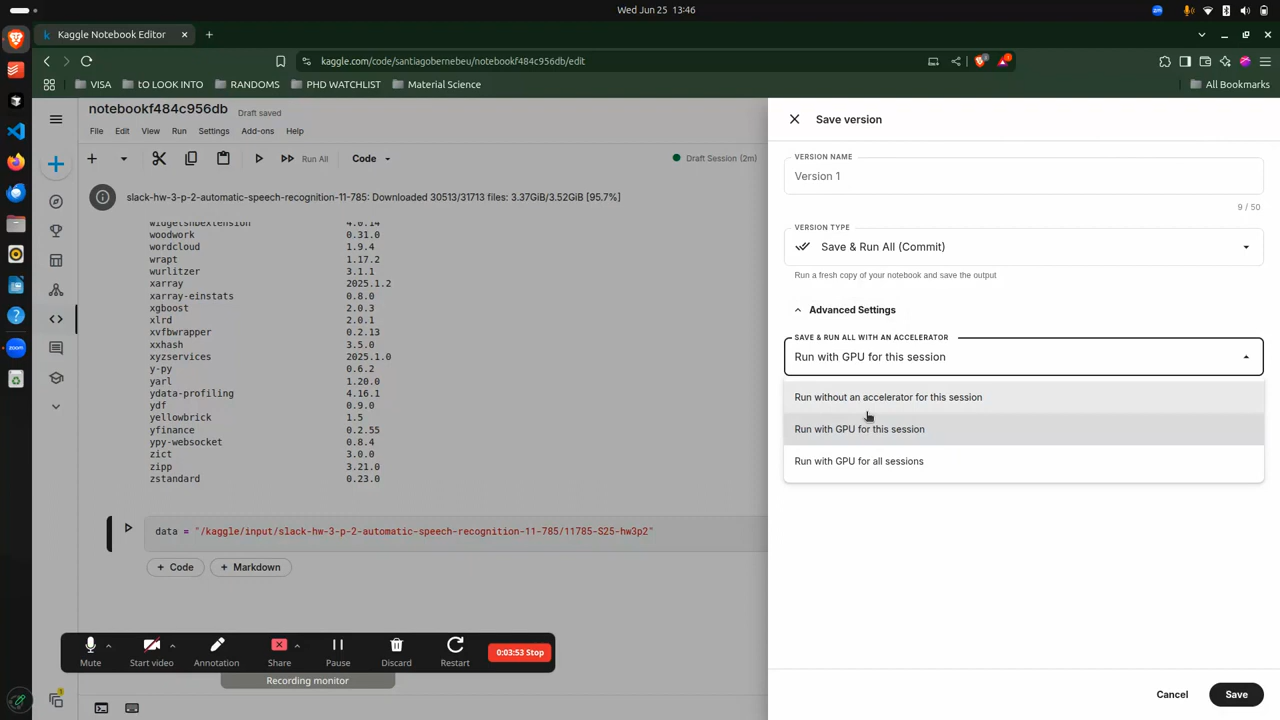 Wed Jun 25 13:46
Kaggle Notebook Editor
kaggle.com/code/santiagobernebeu/notebookf484c956db/edit
VISA
tO LOOK INTO
RANDOMS
PHD WATCHLIST
Material Science
All Bookmarks
notebookf484c956db
Draft saved
File Edit View Run Settings Add-ons Help
Run All
Code
Draft Session (2m)
slack-hw-3-p-2-automatic-speech-recognition-11-785: Downloaded 30513/31713 files: 3.37GiB/3.52GiB [95.7%]
widgetsnbextension 4.0.14
woodwork 0.31.0
wordcloud 1.9.4
wrapt 1.17.2
wurlitzer 3.1.1
xarray 2025.1.2
xarray-einstats 0.8.0
xgboost 2.0.3
xlrd 2.0.1
xvfbwrapper 0.2.13
xxhash 3.5.0
xyzservices 2025.1.0
y-py 0.6.2
yarl 1.20.0
ydata-profiling 4.16.1
ydf 0.9.0
yellowbrick 1.5
yfinance 0.2.55
ypy-websocket 0.8.4
zict 3.0.0
zipp 3.21.0
zstandard 0.23.0
data = "/kaggle/input/slack-hw-3-p-2-automatic-speech-recognition-11-785/11785-S25-hw3p2"
+ Code
+ Markdown
Save version
VERSION NAME
Version 1
9 / 50
VERSION TYPE
Save & Run All (Commit)
Run a fresh copy of your notebook and save the output
Advanced Settings
SAVE & RUN ALL WITH AN ACCELERATOR
Run with GPU for this session
Run without an accelerator for this session
Run with GPU for this session
Run with GPU for all sessions
Cancel
Save
Mute
Start video
Annotation
Share
Pause
Discard
Restart
0:03:53 Stop
Recording monitor